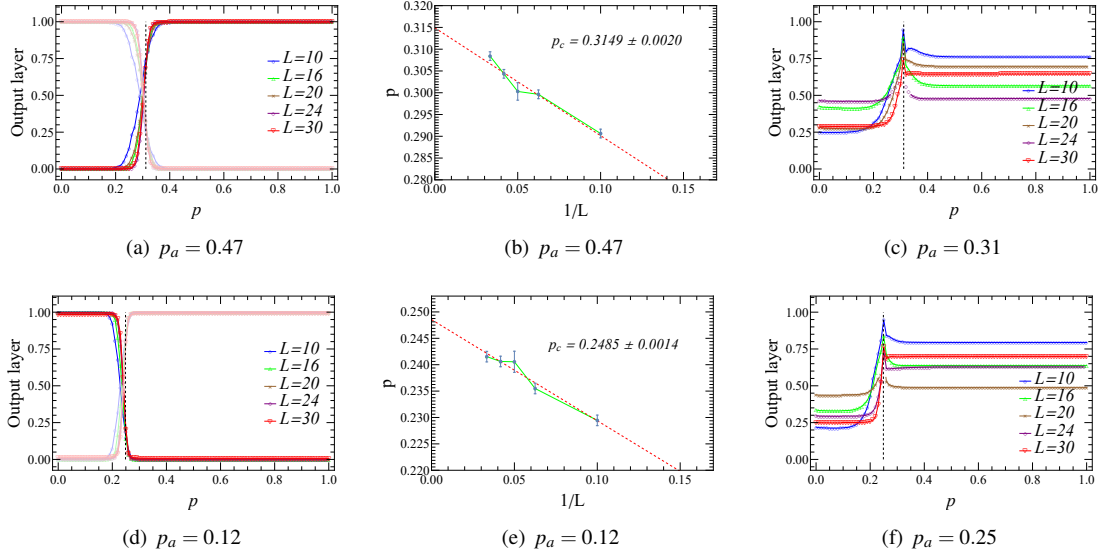 1.00
0.75
0.50
0.25
0.00
Output layer
L=10
L=16
L=20
L=24
L=30
0.0 0.2 0.4 0.6 0.8 1.0
p
(a) p_a = 0.47
0.315
0.310
0.305
0.300
0.295
0.290
0.285
0.280
p
p_c = 0.3149 ± 0.0020
0.00 0.05 0.10 0.15
1/L
(b) p_a = 0.47
1.00
0.75
0.50
0.25
0.00
Output layer
L=10
L=16
L=20
L=24
L=30
0.0 0.2 0.4 0.6 0.8 1.0
p
(c) p_a = 0.31
1.00
0.75
0.50
0.25
0.00
Output layer
L=10
L=16
L=20
L=24
L=30
0.0 0.2 0.4 0.6 0.8 1.0
p
(d) p_a = 0.12
0.250
0.240
0.230
0.220
p
p_c = 0.2485 ± 0.0014
0.00 0.05 0.10 0.15
1/L
(e) p_a = 0.12
1.00
0.75
0.50
0.25
0.00
Output layer
L=10
L=16
L=20
L=24
L=30
0.0 0.2 0.4 0.6 0.8 1.0
p
(f) p_a = 0.25